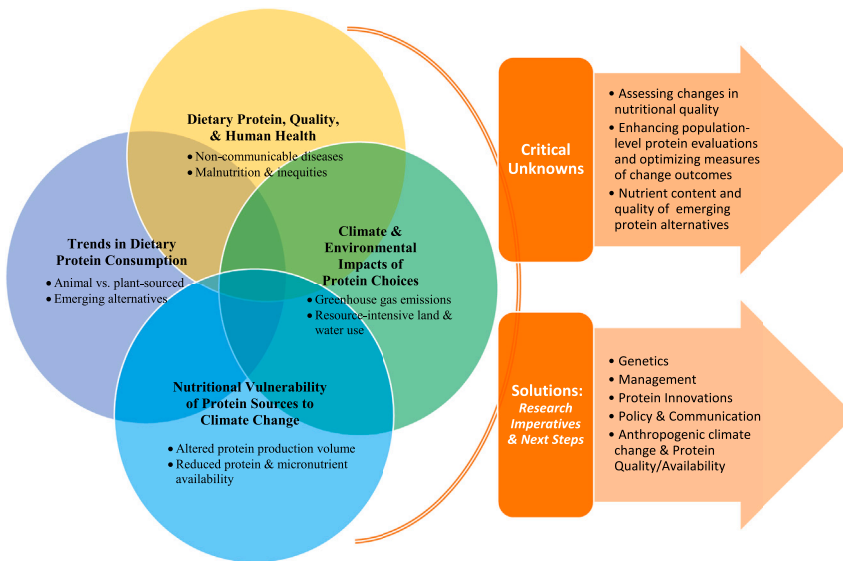 Dietary Protein, Quality,
& Human Health
• Non-communicable diseases
• Malnutrition & inequities
Trends in Dietary
Protein Consumption
• Animal vs. plant-sourced
• Emerging alternatives
Climate &
Environmental
Impacts of
Protein Choices
• Greenhouse gas emissions
• Resource-intensive land &
water use
Nutritional Vulnerability
of Protein Sources to
Climate Change
• Altered protein production volume
• Reduced protein & micronutrient
availability
Critical
Unknowns
• Assessing changes in
nutritional quality
• Enhancing population-
level protein evaluations
and optimizing measures
of change outcomes
• Nutrient content and
quality of emerging
protein alternatives
Solutions:
Research
Imperatives
& Next Steps
• Genetics
• Management
• Protein Innovations
• Policy & Communication
• Anthropogenic climate
change & Protein
Quality/Availability